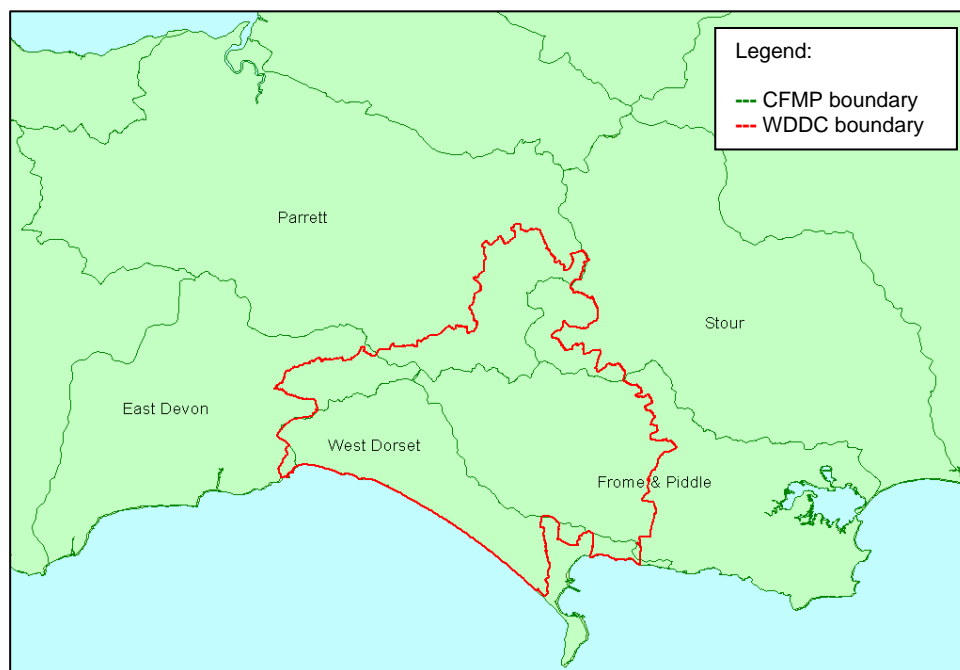 Legend:
--- CFMP boundary
--- WDDC boundary
Parrett
Stour
East Devon
West Dorset
Frome & Piddle